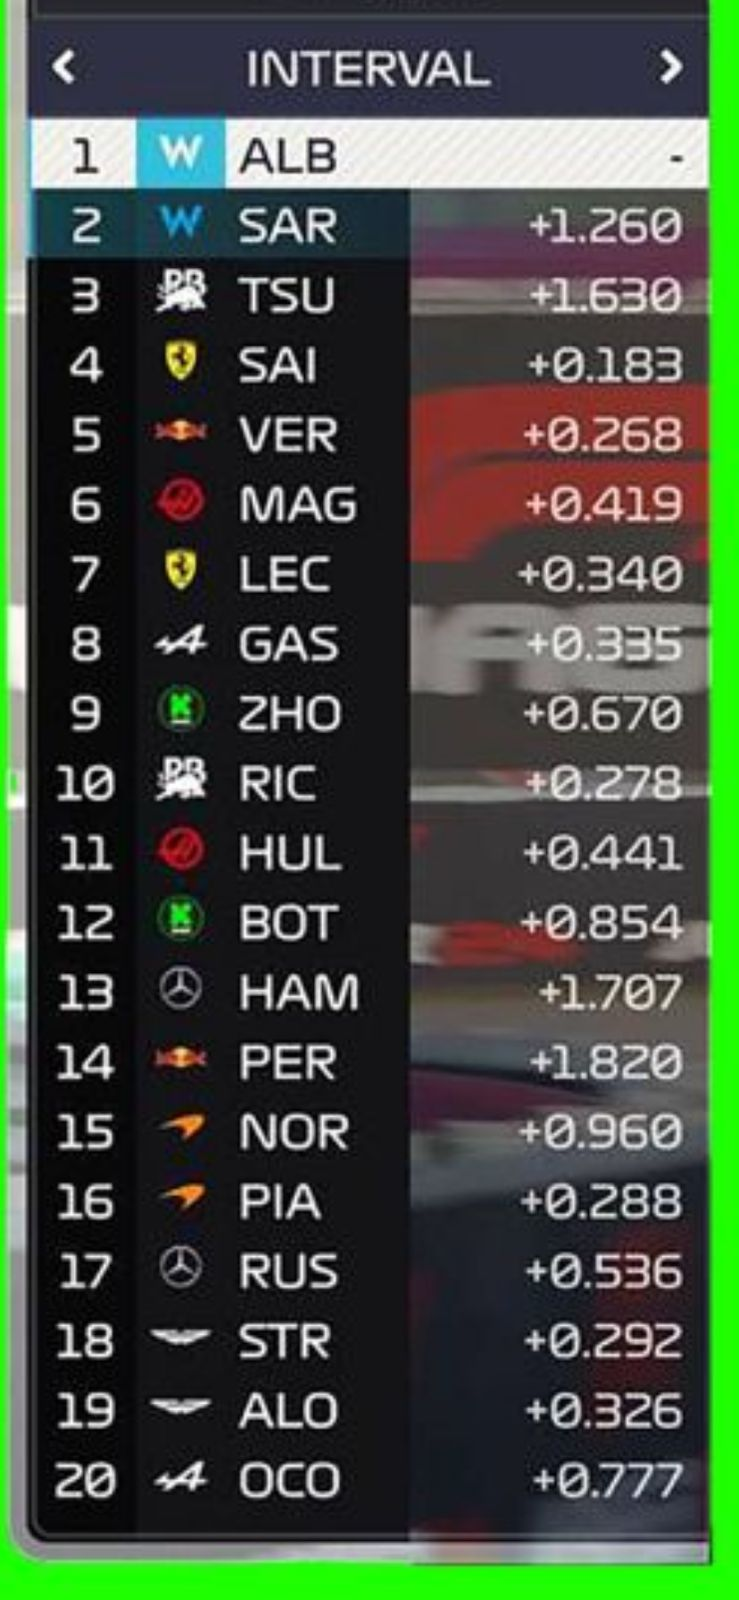 INTERVAL
1 W ALB -
2 W SAR +1.260
3 RB TSU +1.630
4 SAI +0.183
5 VER +0.268
6 MAG +0.419
7 LEC +0.340
8 A GAS +0.335
9 K ZHO +0.670
10 RB RIC +0.278
11 HUL +0.441
12 K BOT +0.854
13 HAM +1.707
14 PER +1.820
15 NOR +0.960
16 PIA +0.288
17 RUS +0.536
18 STR +0.292
19 ALO +0.326
20 A OCO +0.777